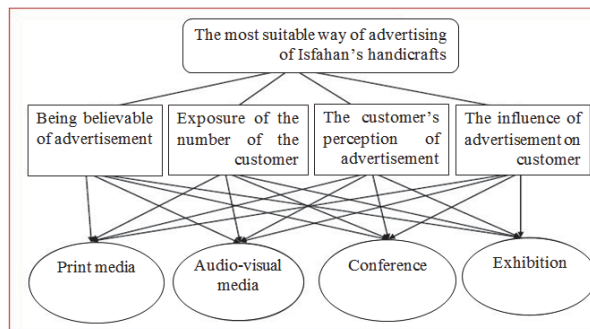 The most suitable way of advertising
of Isfahan's handicrafts
Being believable
of advertisement
Exposure of the
number of the
customer
The customer's
perception of
advertisement
The influence of
advertisement on
customer
Print media
Audio-visual
media
Conference
Exhibition